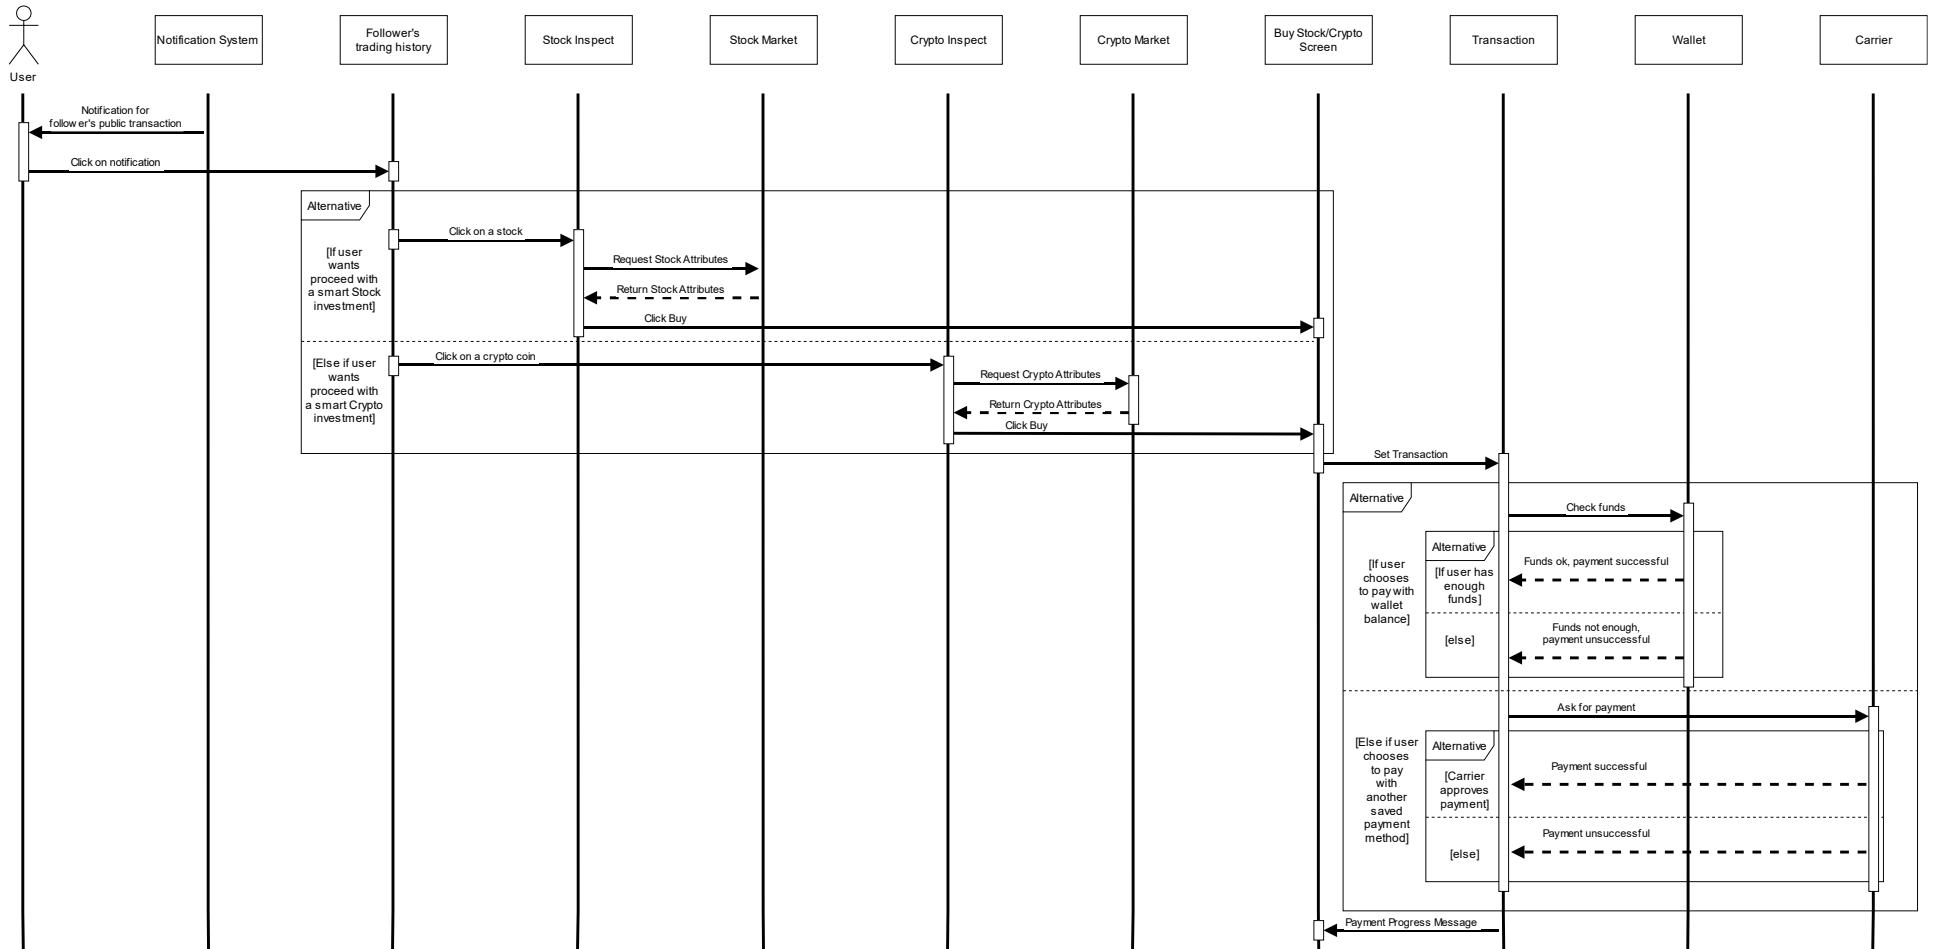 User
Notification System
Follower's
trading history
Stock Inspect
Stock Market
Crypto Inspect
Crypto Market
Buy Stock/Crypto
Screen
Transaction
Wallet
Carrier
Notification for
follower's public transaction
Click on notification
Alternative
[If user
wants
proceed with
a smart Stock
investment]
Click on a stock
Request Stock Attributes
Return Stock Attributes
Click Buy
[Else if user
wants
proceed with
a smart Crypto
investment]
Click on a crypto coin
Request Crypto Attributes
Return Crypto Attributes
Click Buy
Set Transaction
Alternative
Check funds
[If user
chooses
to pay with
wallet
balance]
Alternative
[If user has
enough
funds]
Funds ok, payment successful
[else]
Funds not enough,
payment unsuccessful
Ask for payment
[Else if user
chooses
to pay
with
another
saved
payment
method]
Alternative
[Carrier
approves
payment]
Payment successful
[else]
Payment unsuccessful
Payment Progress Message